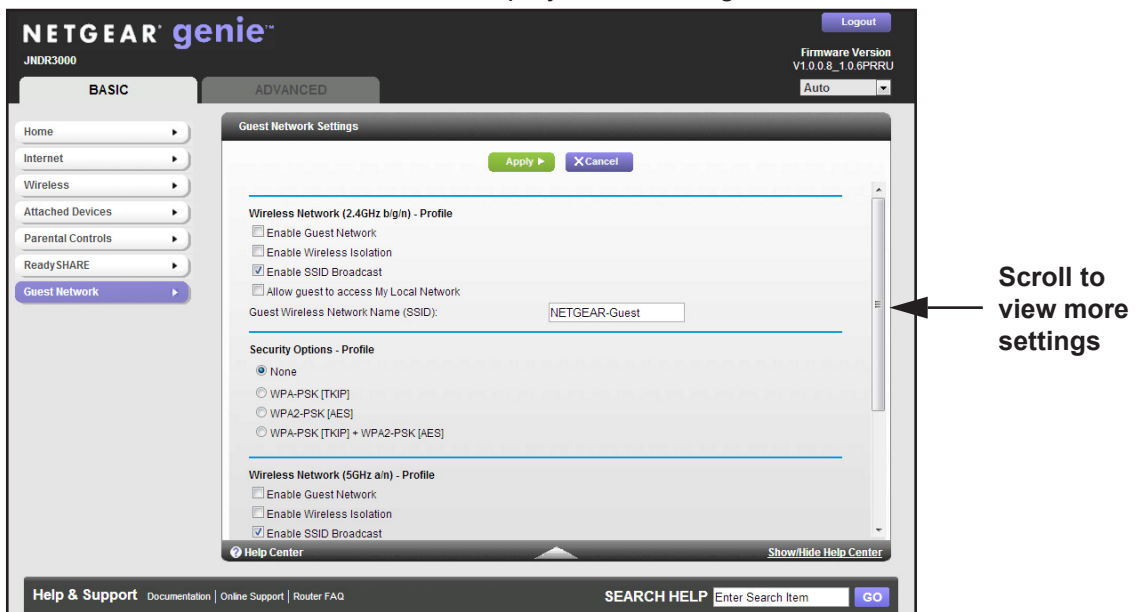 Logout
NETGEAR® genie™
JNDR3000
Firmware Version
V1.0.0.8_1.0.6PRRU
BASIC
ADVANCED
Auto
Home
Internet
Wireless
Attached Devices
Parental Controls
ReadySHARE
Guest Network
Guest Network Settings
Apply
X Cancel
Wireless Network (2.4GHz b/g/n) - Profile
Enable Guest Network
Enable Wireless Isolation
Enable SSID Broadcast
Allow guest to access My Local Network
Guest Wireless Network Name (SSID): NETGEAR-Guest
Security Options - Profile
None
WPA-PSK [TKIP]
WPA2-PSK [AES]
WPA-PSK [TKIP] + WPA2-PSK [AES]
Wireless Network (5GHz a/n) - Profile
Enable Guest Network
Enable Wireless Isolation
Enable SSID Broadcast
Scroll to
view more
settings
Help Center
Show/Hide Help Center
Help & Support Documentation | Online Support | Router FAQ
SEARCH HELP Enter Search Item GO